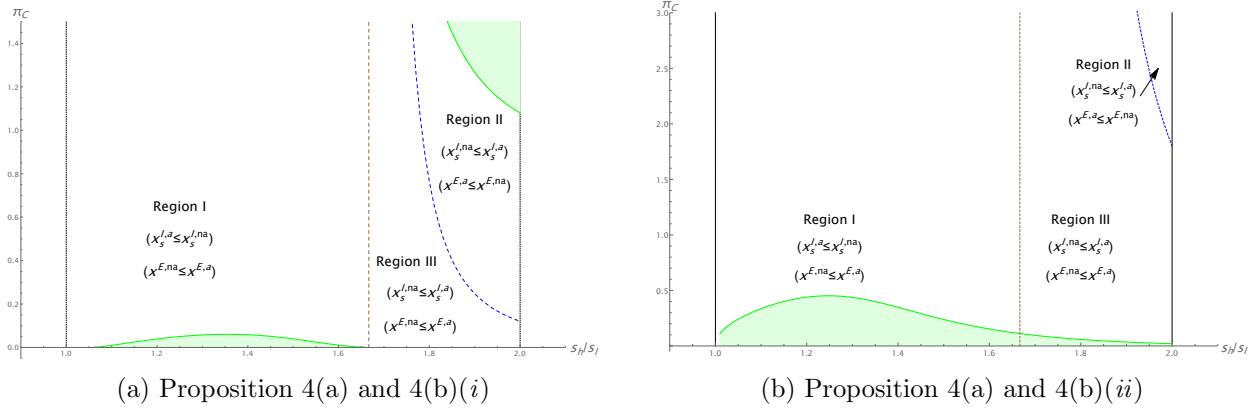 π_C
1.4
1.2
1.0
0.8
0.6
0.4
0.2
0.0
1.0 1.2 1.4 1.6 1.8 2.0
s_h/s_l
Region I
(x_s^{I,a}≤x_s^{I,na})
(x^{E,na}≤x^{E,a})
Region II
(x_s^{I,na}≤x_s^{I,a})
(x^{E,a}≤x^{E,na})
Region III
(x_s^{I,na}≤x_s^{I,a})
(x^{E,na}≤x^{E,a})
(a) Proposition 4(a) and 4(b)(i)
π_C
3.0
2.5
2.0
1.5
1.0
0.5
1.0 1.2 1.4 1.6 1.8 2.0
s_h/s_l
Region II
(x_s^{I,na}≤x_s^{I,a})
(x^{E,a}≤x^{E,na})
Region I
(x_s^{I,a}≤x_s^{I,na})
(x^{E,na}≤x^{E,a})
Region III
(x_s^{I,na}≤x_s^{I,a})
(x^{E,na}≤x^{E,a})
(b) Proposition 4(a) and 4(b)(ii)